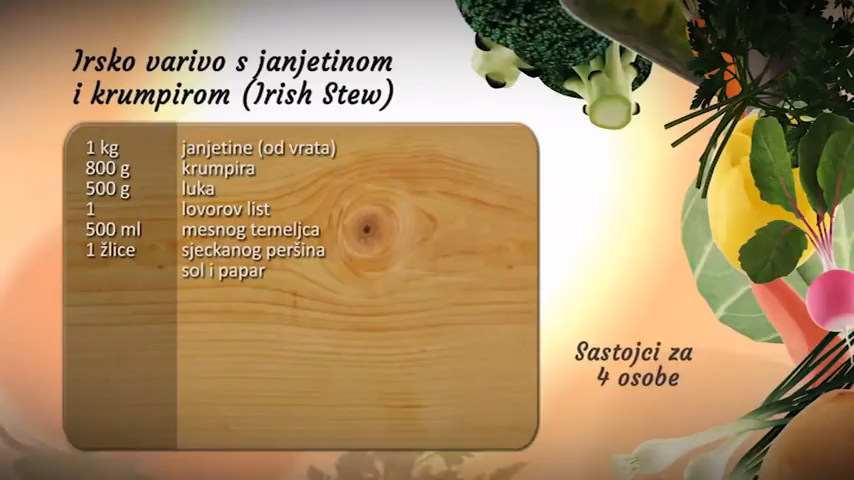 Irsko varivo s janjetinom
i krumpirom (Irish Stew)
1 kg janjetine (od vrata)
800 g krumpira
500 g luka
1 lovorov list
500 ml mesnog temeljca
1 žlice sjeckanog peršina
sol i papar
Sastojci za
4 osobe